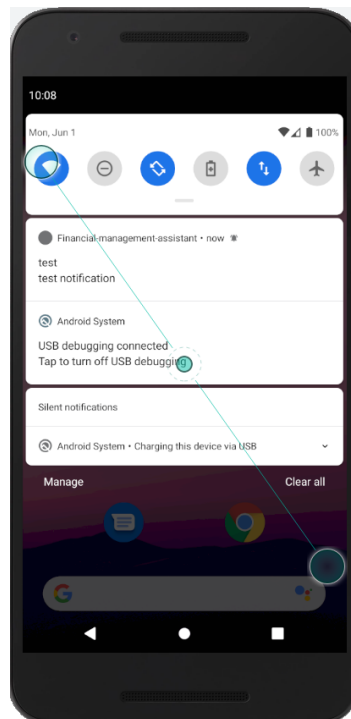 10:08
Mon, Jun 1
100%
Financial-management-assistant • now
test
test notification
Android System
USB debugging connected
Tap to turn off USB debugging
Silent notifications
Android System • Charging this device via USB
Manage
Clear all
G